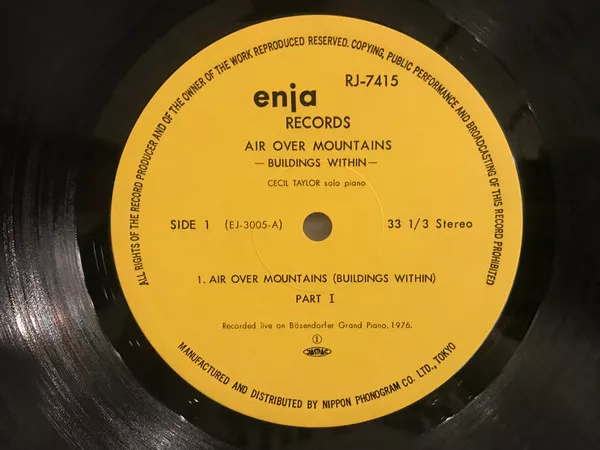 ALL RIGHTS OF THE RECORD PRODUCER AND OF THE OWNER OF THE WORK REPRODUCED RESERVED. COPYING, PUBLIC PERFORMANCE AND BROADCASTING OF THIS RECORD PROHIBITED
RJ-7415
enja
RECORDS
AIR OVER MOUNTAINS
— BUILDINGS WITHIN —
CECIL TAYLOR solo piano
SIDE 1 (EJ-3005-A) 33 1/3 Stereo
1. AIR OVER MOUNTAINS (BUILDINGS WITHIN)
PART I
Recorded live on Bösendorfer Grand Piano, 1976.
Ⓘ
JASRAC
MANUFACTURED AND DISTRIBUTED BY NIPPON PHONOGRAM CO. LTD., TOKYO